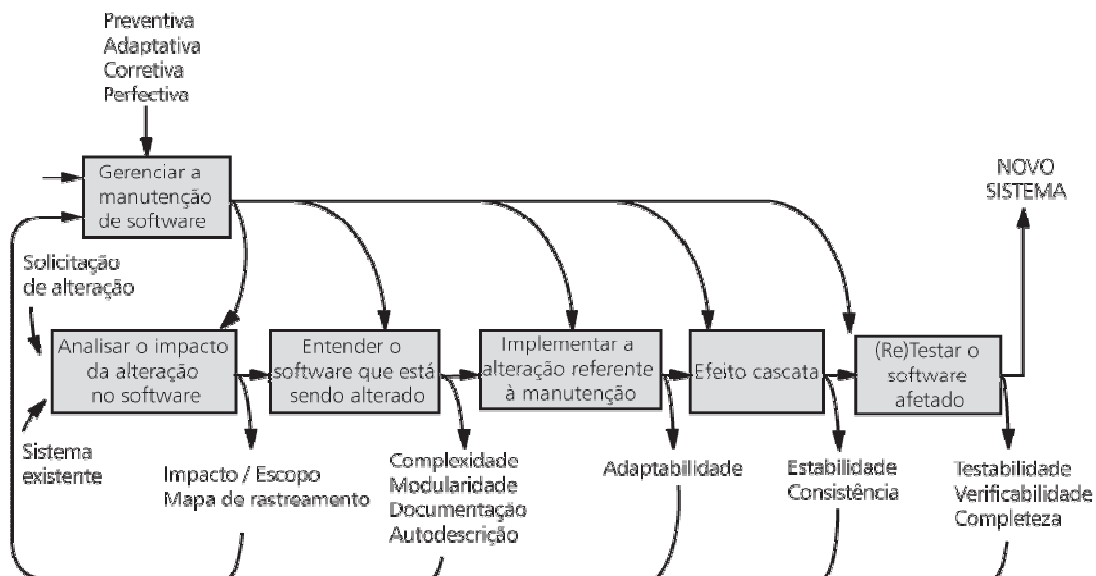 Preventiva
Adaptativa
Corretiva
Perfectiva
Gerenciar a
manutenção
de software
NOVO
SISTEMA
Solicitação
de alteração
Analisar o impacto
da alteração
no software
Entender o
software que está
sendo alterado
Implementar a
alteração referente
à manutenção
Efeito cascata
(Re)Testar o
software
afetado
Sistema
existente
Impacto / Escopo
Mapa de rastreamento
Complexidade
Modularidade
Documentação
Autodescrição
Adaptabilidade
Estabilidade
Consistência
Testabilidade
Verificabilidade
Completeza